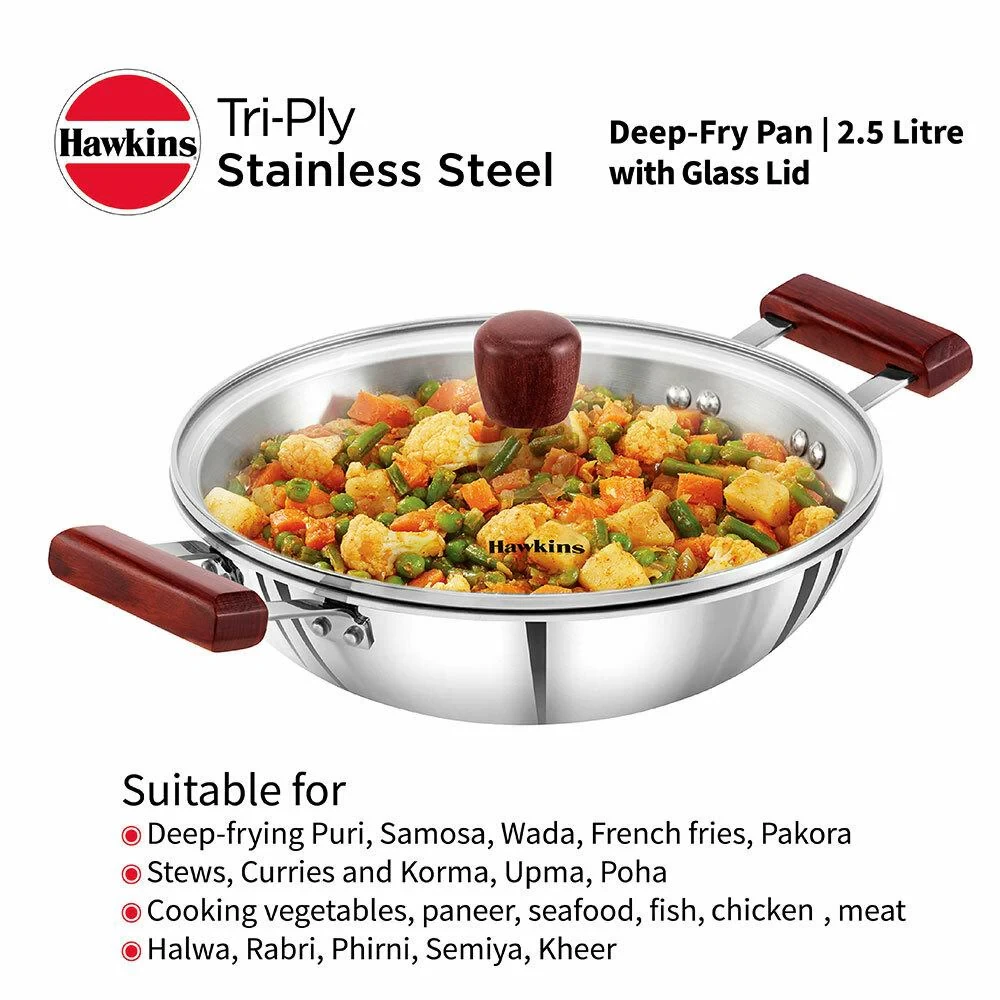 Hawkins
Tri-Ply
Stainless Steel
Deep-Fry Pan | 2.5 Litre
with Glass Lid
Hawkins
Suitable for
Deep-frying Puri, Samosa, Wada, French fries, Pakora
Stews, Curries and Korma, Upma, Poha
Cooking vegetables, paneer, seafood, fish, chicken , meat
Halwa, Rabri, Phirni, Semiya, Kheer